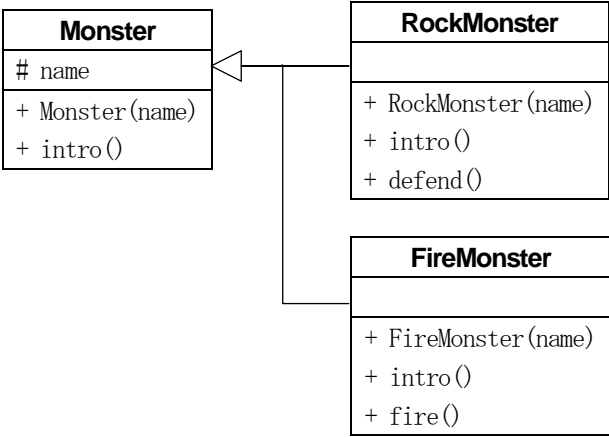 Monster
# name
+ Monster(name)
+ intro()
RockMonster
+ RockMonster(name)
+ intro()
+ defend()
FireMonster
+ FireMonster(name)
+ intro()
+ fire()